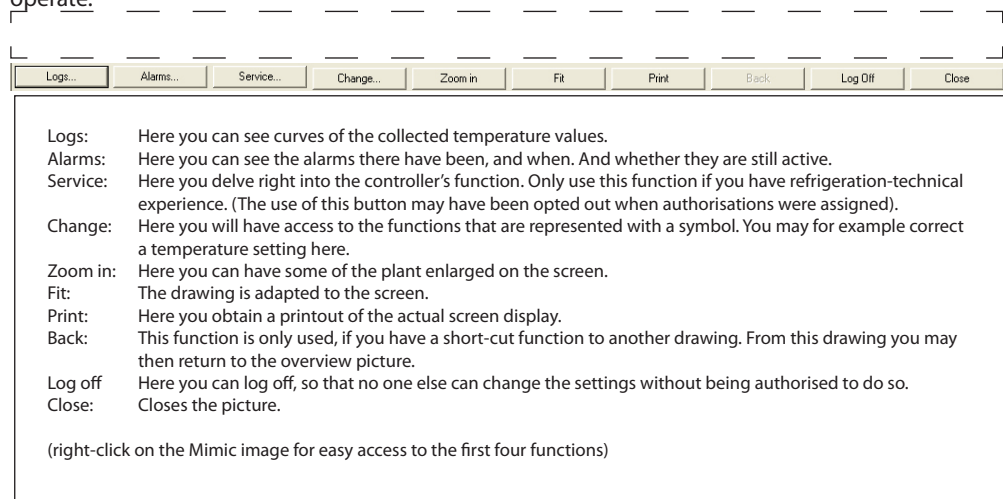 operate.
Logs... Alarms... Service... Change... Zoom in Fit Print Back Log Off Close
Logs: Here you can see curves of the collected temperature values.
Alarms: Here you can see the alarms there have been, and when. And whether they are still active.
Service: Here you delve right into the controller's function. Only use this function if you have refrigeration-technical
experience. (The use of this button may have been opted out when authorisations were assigned).
Change: Here you will have access to the functions that are represented with a symbol. You may for example correct
a temperature setting here.
Zoom in: Here you can have some of the plant enlarged on the screen.
Fit: The drawing is adapted to the screen.
Print: Here you obtain a printout of the actual screen display.
Back: This function is only used, if you have a short-cut function to another drawing. From this drawing you may
then return to the overview picture.
Log off Here you can log off, so that no one else can change the settings without being authorised to do so.
Close: Closes the picture.
(right-click on the Mimic image for easy access to the first four functions)